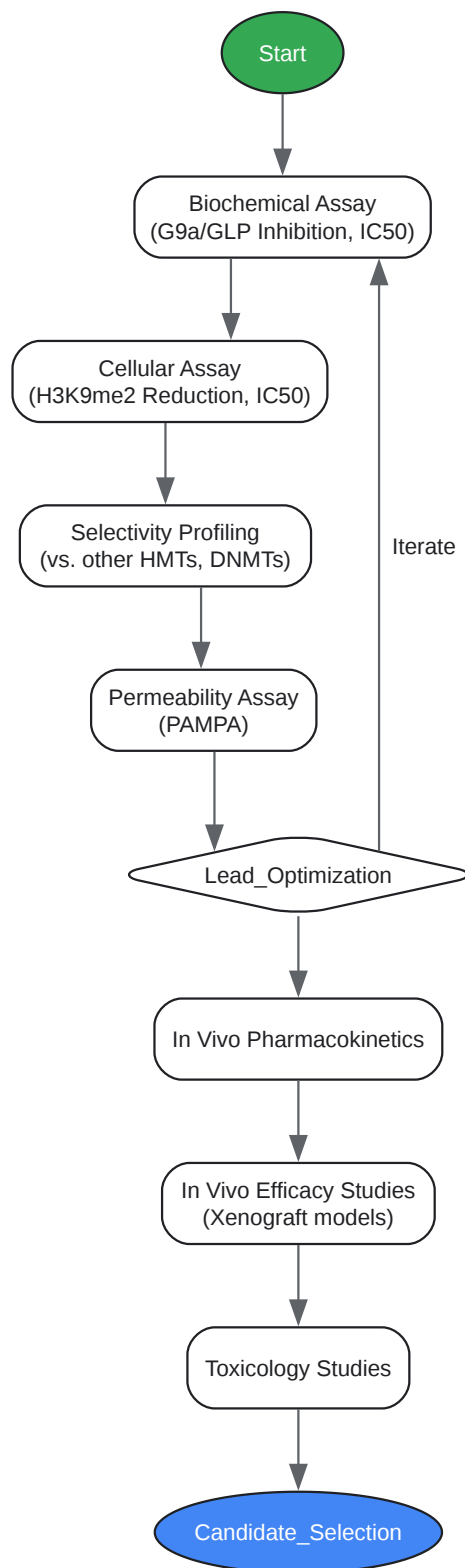 Start
Biochemical Assay
(G9a/GLP Inhibition, IC50)
Cellular Assay
(H3K9me2 Reduction, IC50)
Selectivity Profiling
(vs. other HMTs, DNMTs)
Iterate
Permeability Assay
(PAMPA)
Lead_Optimization
In Vivo Pharmacokinetics
In Vivo Efficacy Studies
(Xenograft models)
Toxicology Studies
Candidate_Selection